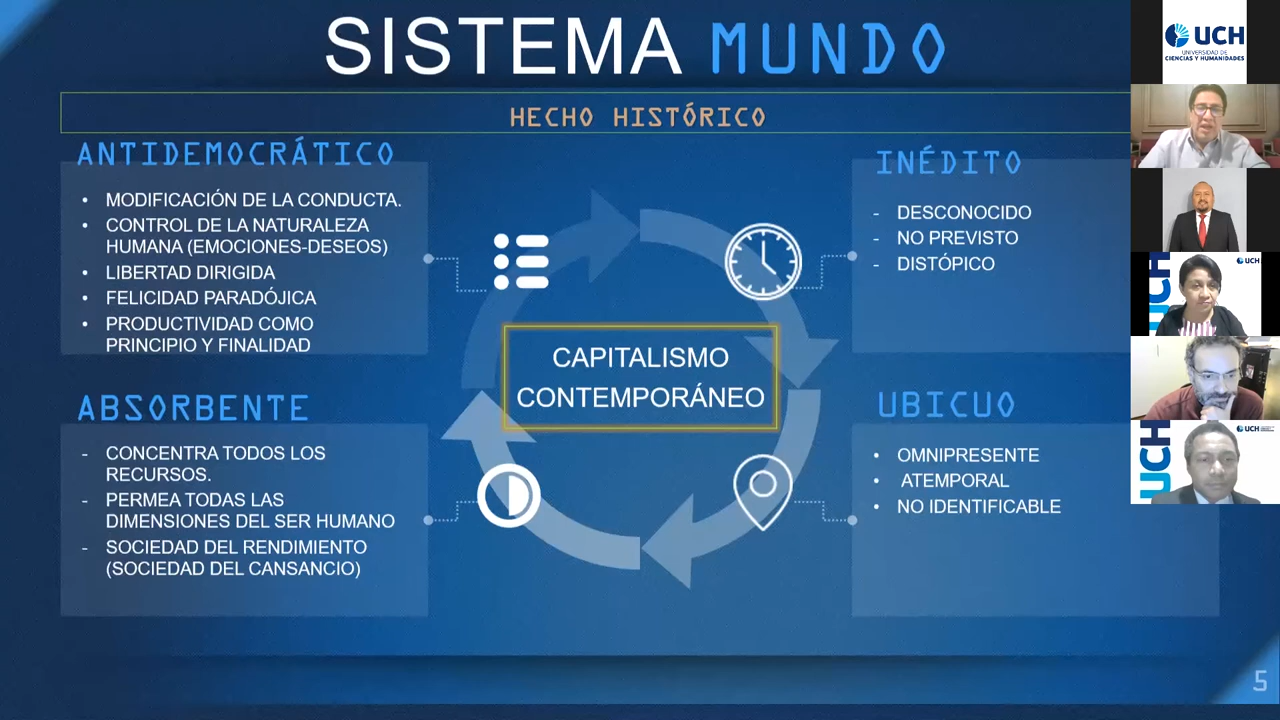 SISTEMA MUNDO
HECHO HISTÓRICO
ANTIDEMOCRÁTICO
• MODIFICACIÓN DE LA CONDUCTA.
• CONTROL DE LA NATURALEZA
HUMANA (EMOCIONES-DESEOS)
• LIBERTAD DIRIGIDA
• FELICIDAD PARADÓJICA
• PRODUCTIVIDAD COMO
PRINCIPIO Y FINALIDAD
INÉDITO
- DESCONOCIDO
- NO PREVISTO
- DISTÓPICO
CAPITALISMO
CONTEMPORÁNEO
ABSORBENTE
- CONCENTRA TODOS LOS
RECURSOS.
- PERMEA TODAS LAS
DIMENSIONES DEL SER HUMANO
- SOCIEDAD DEL RENDIMIENTO
(SOCIEDAD DEL CANSANCIO)
UBICUO
• OMNIPRESENTE
• ATEMPORAL
• NO IDENTIFICABLE
5
UCH
UNIVERSIDAD DE
CIENCIAS Y HUMANIDADES
UCH
UCH
UCH
UCH